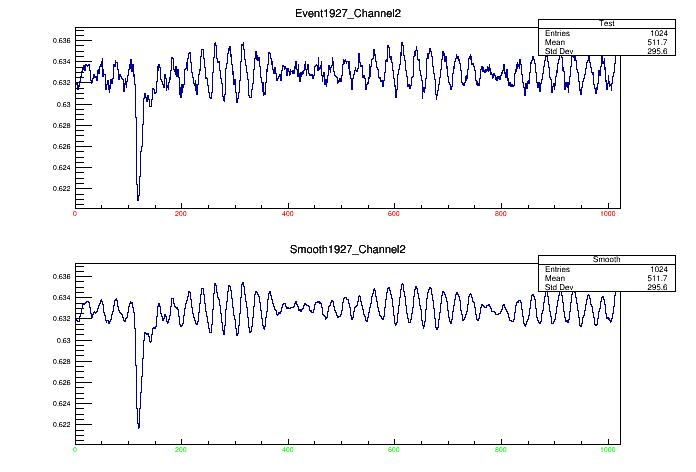 Event1927_Channel2
Test
Entries 1024
Mean 511.7
Std Dev 295.6
0.636
0.634
0.632
0.63
0.628
0.626
0.624
0.622
0 200 400 600 800 1000
Smooth1927_Channel2
Smooth
Entries 1024
Mean 511.7
Std Dev 295.6
0.636
0.634
0.632
0.63
0.628
0.626
0.624
0.622
0 200 400 600 800 1000